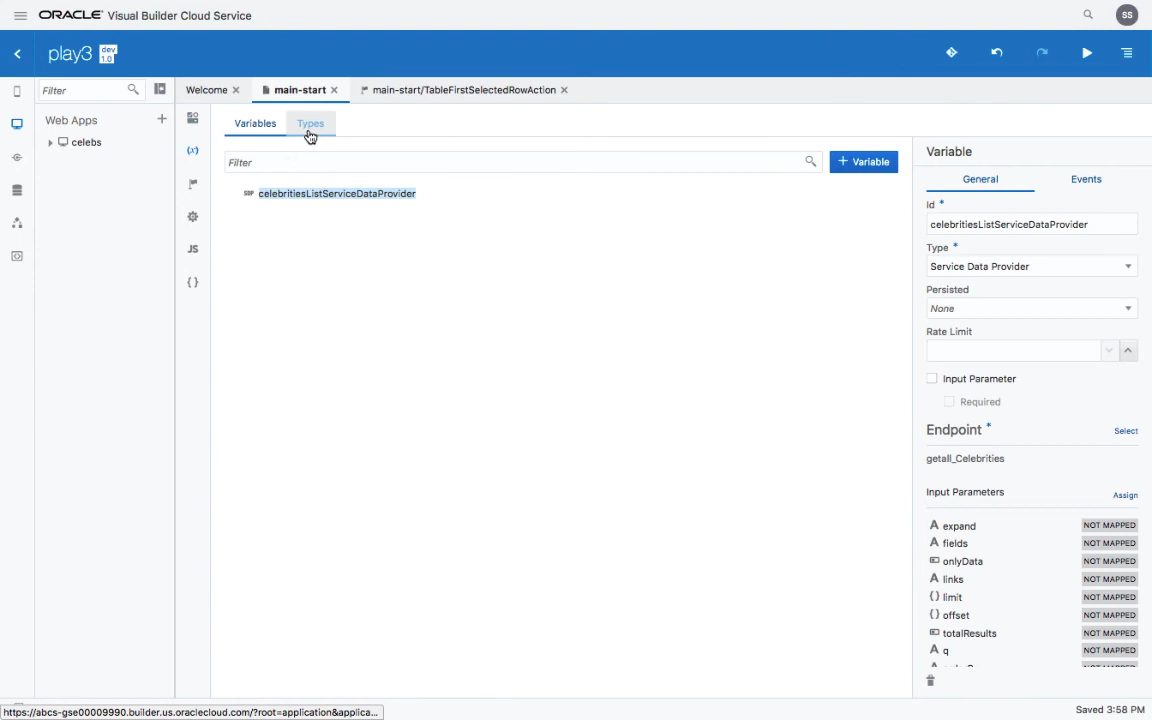 ORACLE Visual Builder Cloud Service
SS
play3 dev 1.0
Filter
Welcome
main-start
main-start/TableFirstSelectedRowAction
Web Apps
celebs
Variables
Types
Filter
+ Variable
celebritiesListServiceDataProvider
(x)
JS
{ }
Variable
General
Events
Id *
celebritiesListServiceDataProvider
Type *
Service Data Provider
Persisted
None
Rate Limit
Input Parameter
Required
Endpoint *
Select
getall_Celebrities
Input Parameters
Assign
A expand NOT MAPPED
A fields NOT MAPPED
onlyData NOT MAPPED
A links NOT MAPPED
{} limit NOT MAPPED
{} offset NOT MAPPED
totalResults NOT MAPPED
A q NOT MAPPED
https://abcs-gse00009990.builder.us.oraclecloud.com/?root=application&applica...
Saved 3:58 PM